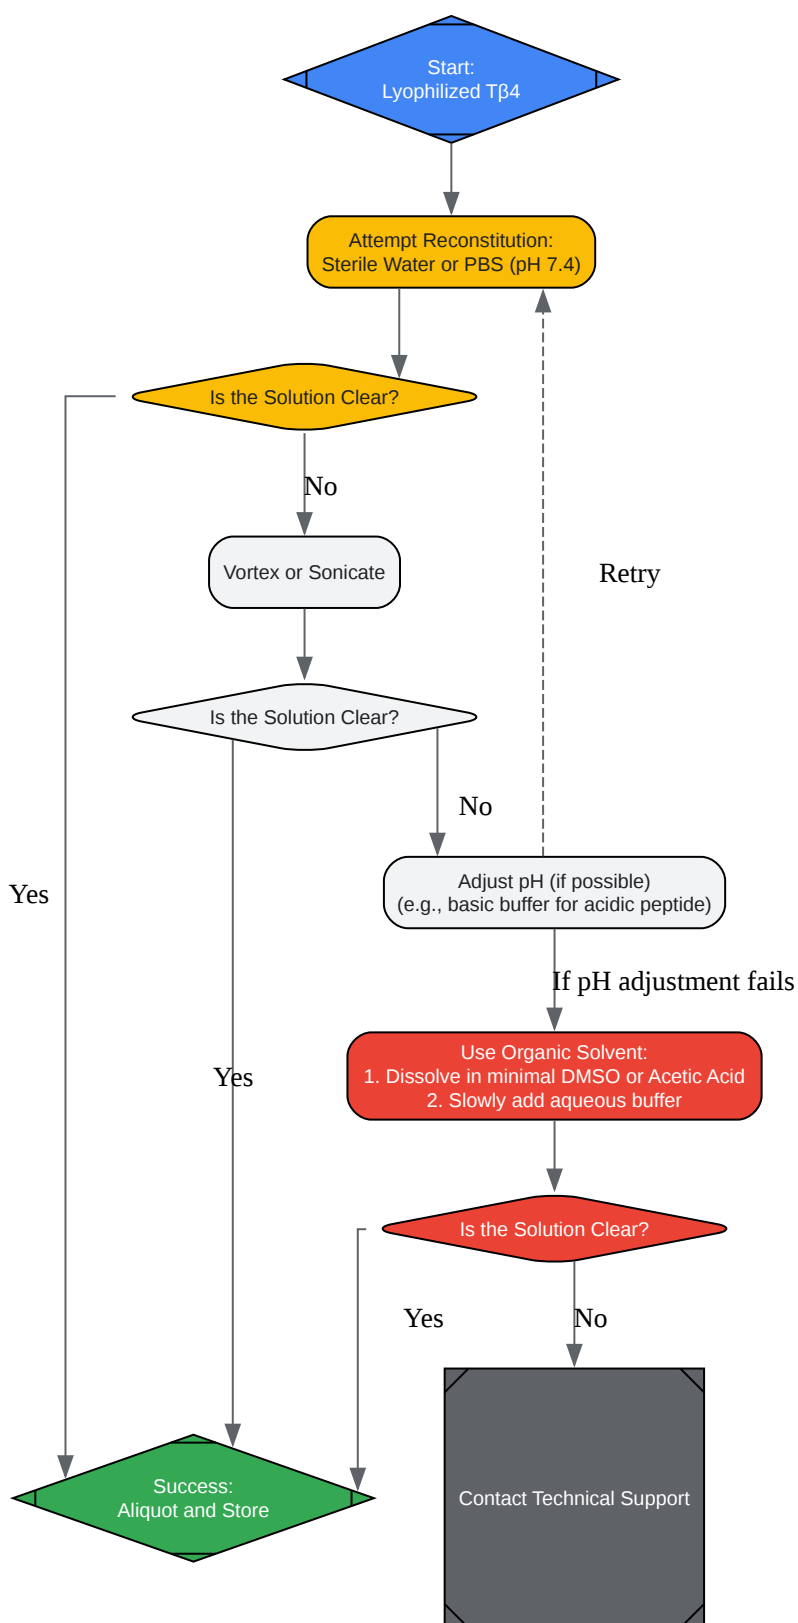 Start:
Lyophilized Tβ4
Attempt Reconstitution:
Sterile Water or PBS (pH 7.4)
Is the Solution Clear?
No
Vortex or Sonicate
Retry
Is the Solution Clear?
No
Adjust pH (if possible)
(e.g., basic buffer for acidic peptide)
Yes
If pH adjustment fails
Use Organic Solvent:
1. Dissolve in minimal DMSO or Acetic Acid
2. Slowly add aqueous buffer
Yes
Is the Solution Clear?
Yes
No
Success:
Aliquot and Store
Contact Technical Support